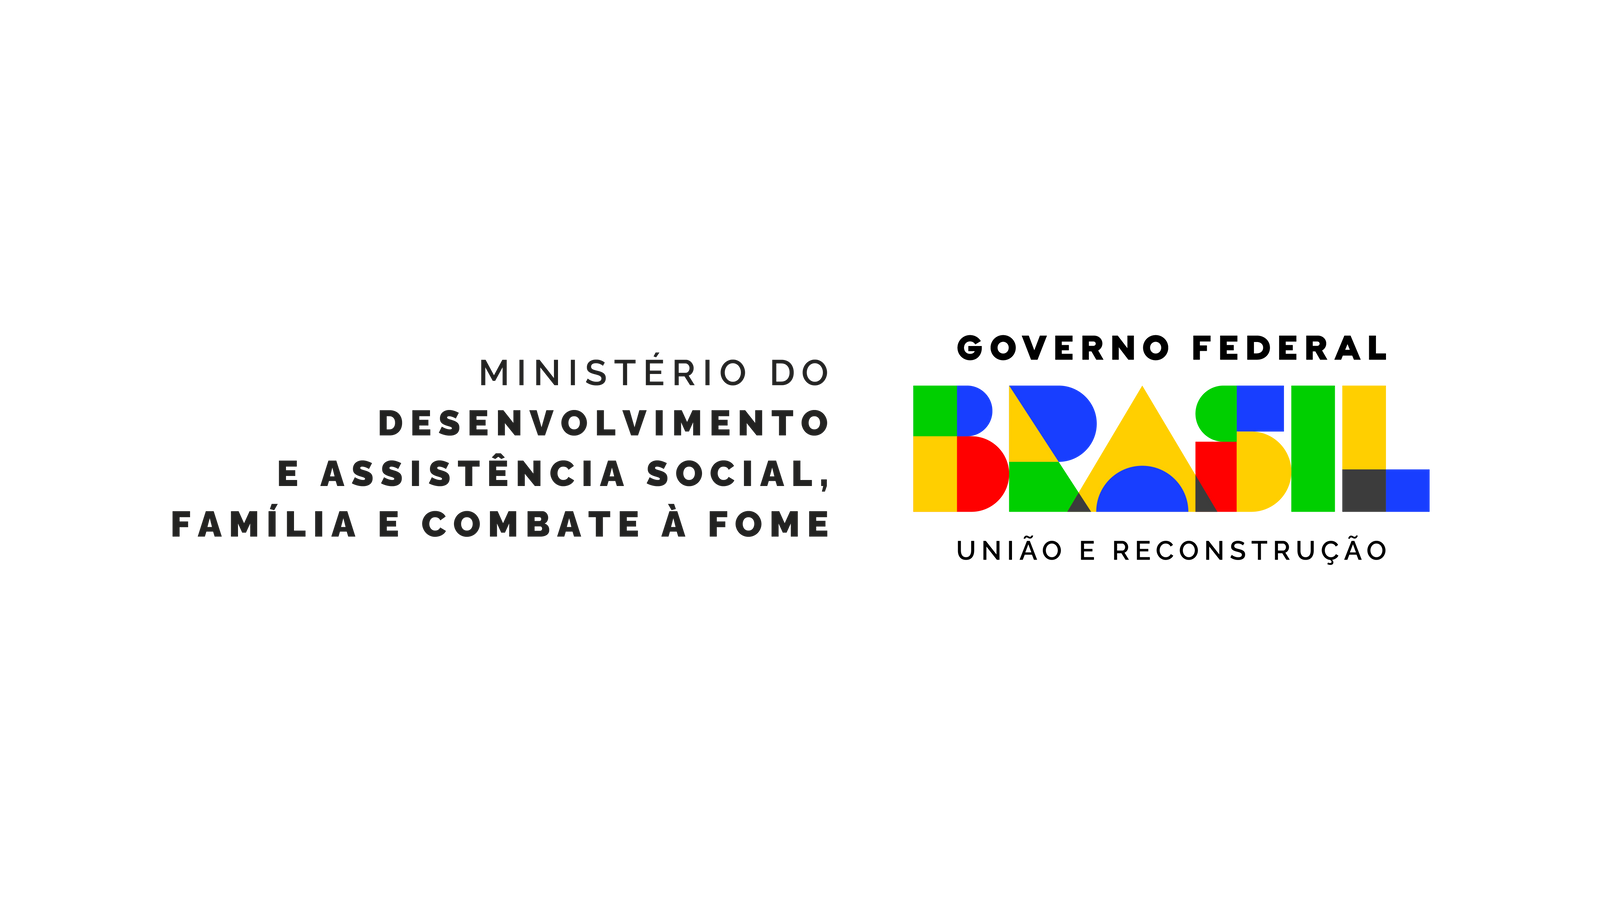 MINISTÉRIO DO
DESENVOLVIMENTO
E ASSISTÊNCIA SOCIAL,
FAMÍLIA E COMBATE À FOME
GOVERNO FEDERAL
BRASIL
UNIÃO E RECONSTRUÇÃO